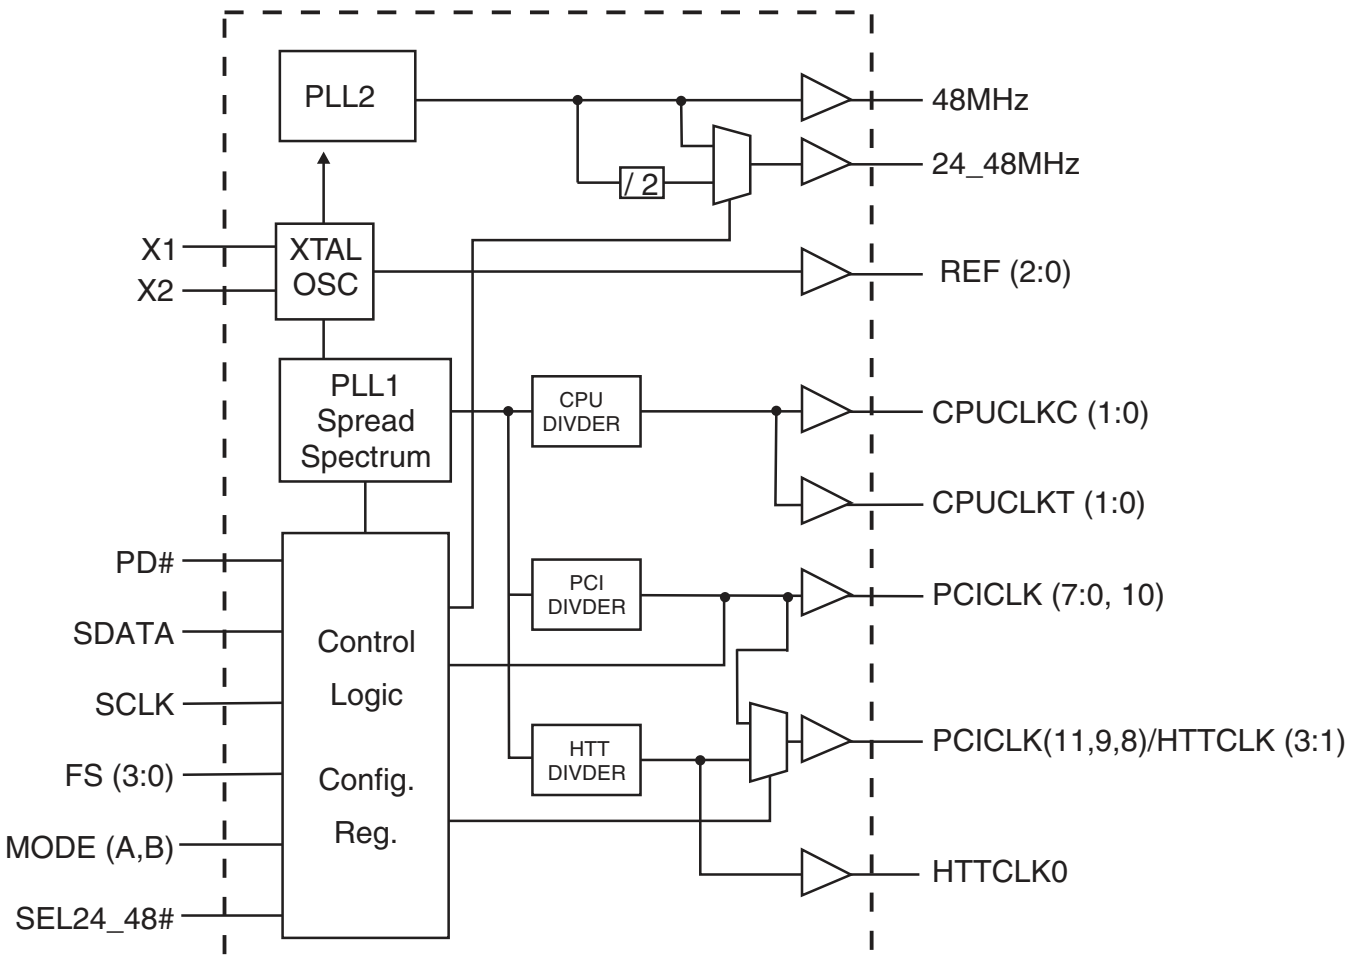 PLL2
48MHz
24_48MHz
/ 2
X1
XTAL
OSC
X2
REF (2:0)
PLL1
Spread
Spectrum
CPU
DIVDER
CPUCLKC (1:0)
CPUCLKT (1:0)
PD#
SDATA
SCLK
FS (3:0)
MODE (A,B)
SEL24_48#
Control
Logic
Config.
Reg.
PCI
DIVDER
PCICLK (7:0, 10)
HTT
DIVDER
PCICLK(11,9,8)/HTTCLK (3:1)
HTTCLK0